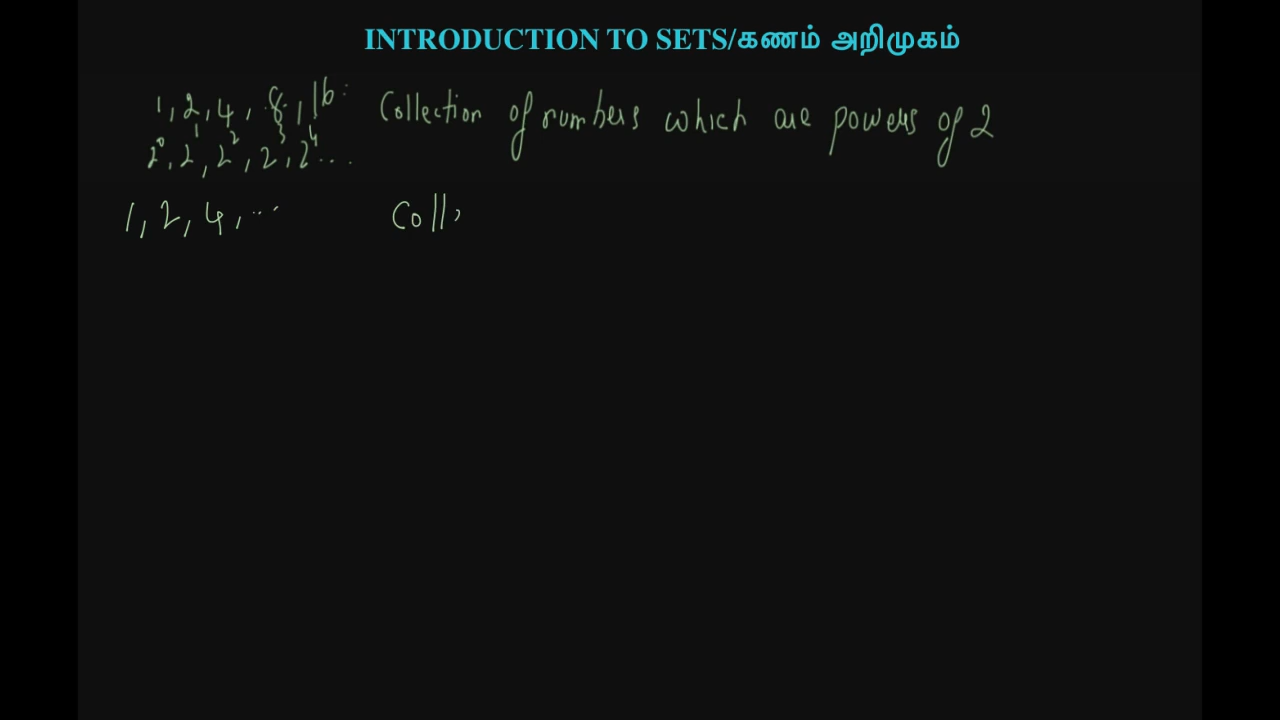 INTRODUCTION TO SETS/கணம் அறிமுகம்
1, 2, 4, 8, 16: Collection of numbers which are powers of 2
2⁰, 2¹, 2², 2³, 2⁴...
1, 2, 4, ... Coll